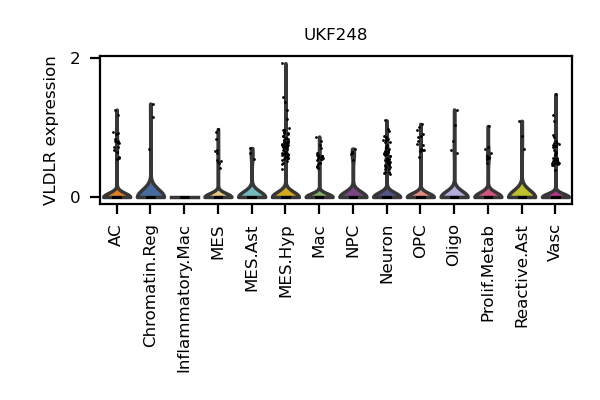 UKF248
VLDLR expression
2
0
AC
Chromatin.Reg
Inflammatory.Mac
MES
MES.Ast
MES.Hyp
Mac
NPC
Neuron
OPC
Oligo
Prolif.Metab
Reactive.Ast
Vasc